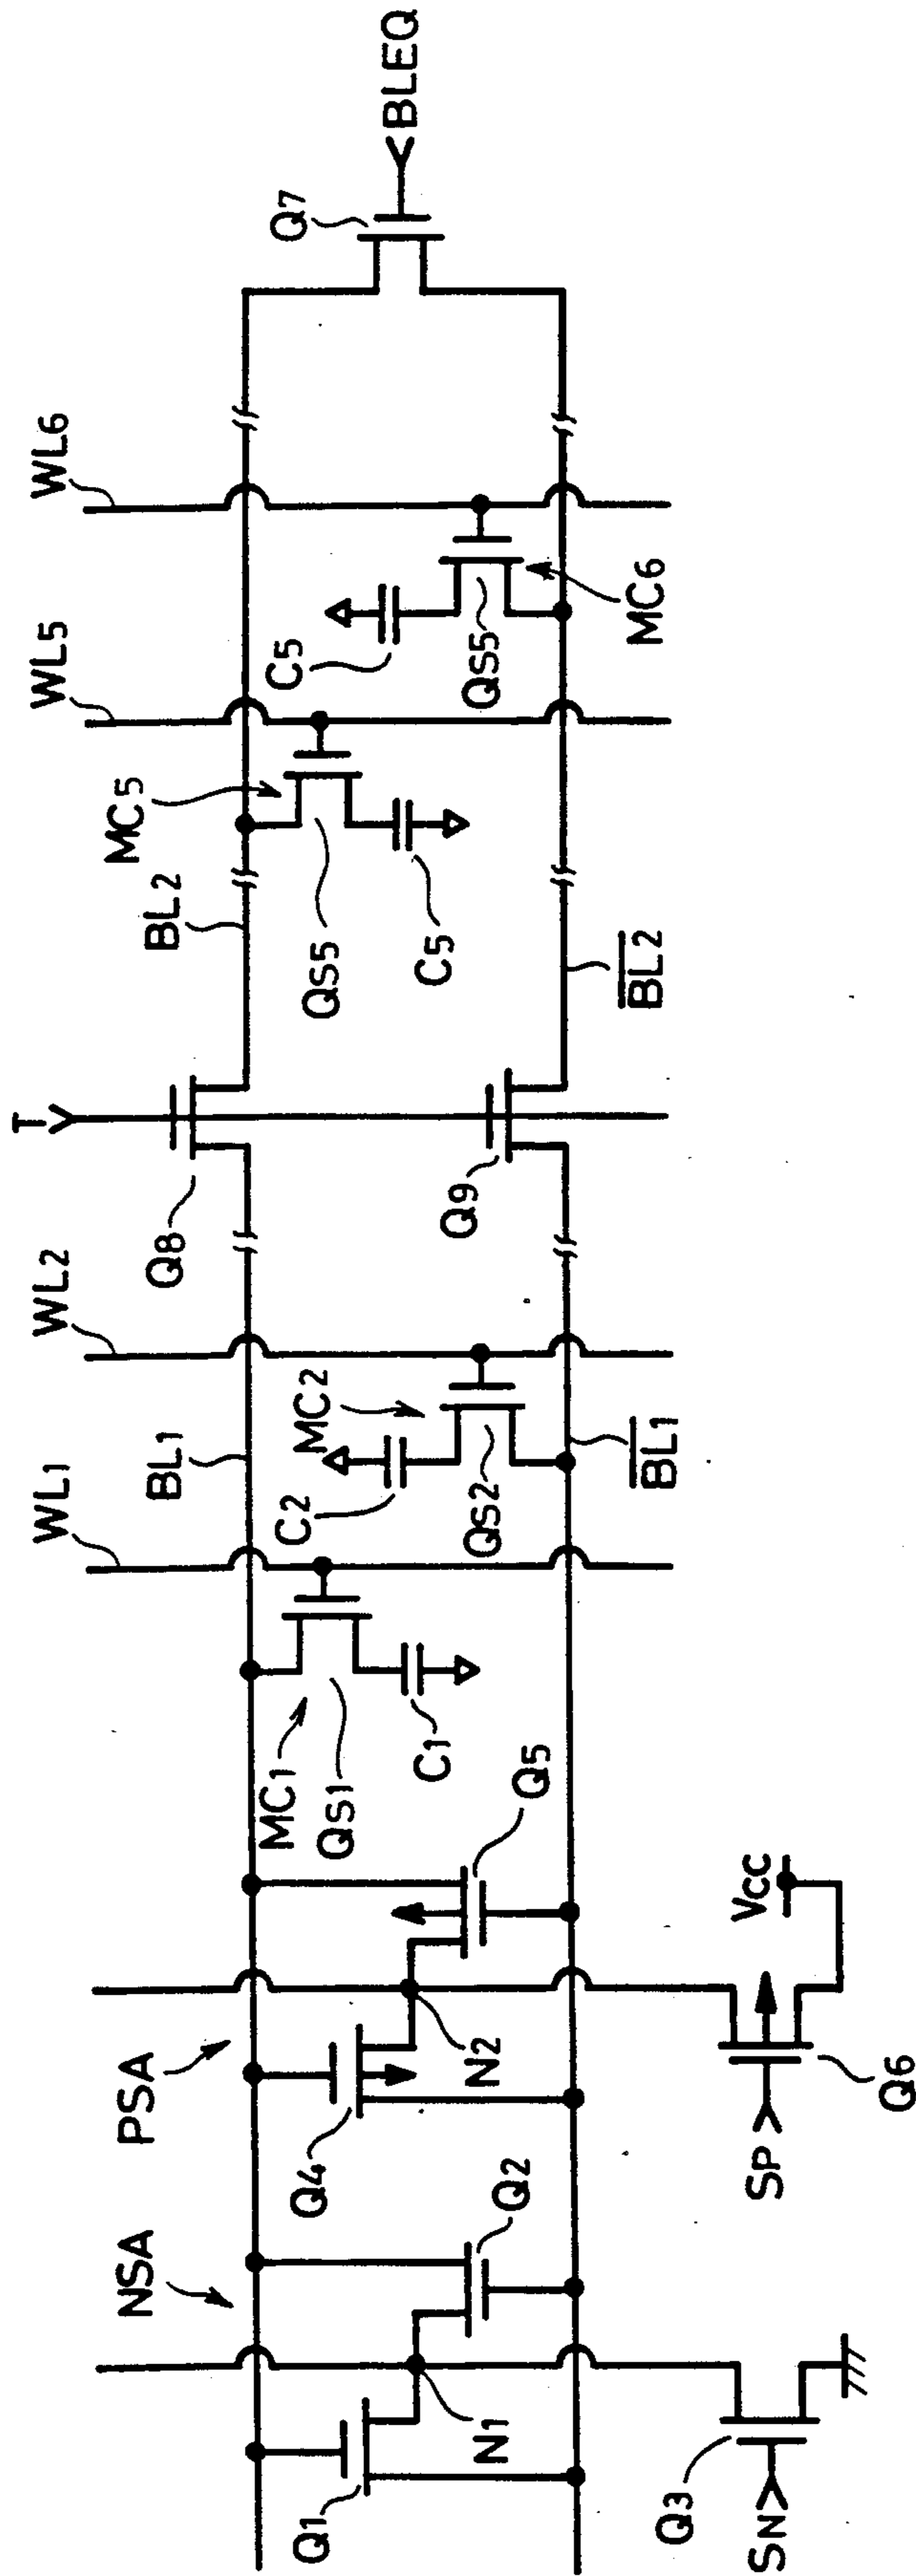 WL1
WL2
T
WL5
WL6
NSA
PSA
BL1
Q8
BL2
MC5
Q7
BLEQ
MC1
QS1
C1
C2
MC2
QS2
QS5
C5
C5
QS5
MC6
Q1
Q4
Q2
Q5
N1
N2
BL1
Q9
BL2
SN
Q3
SP
Q6
VCC